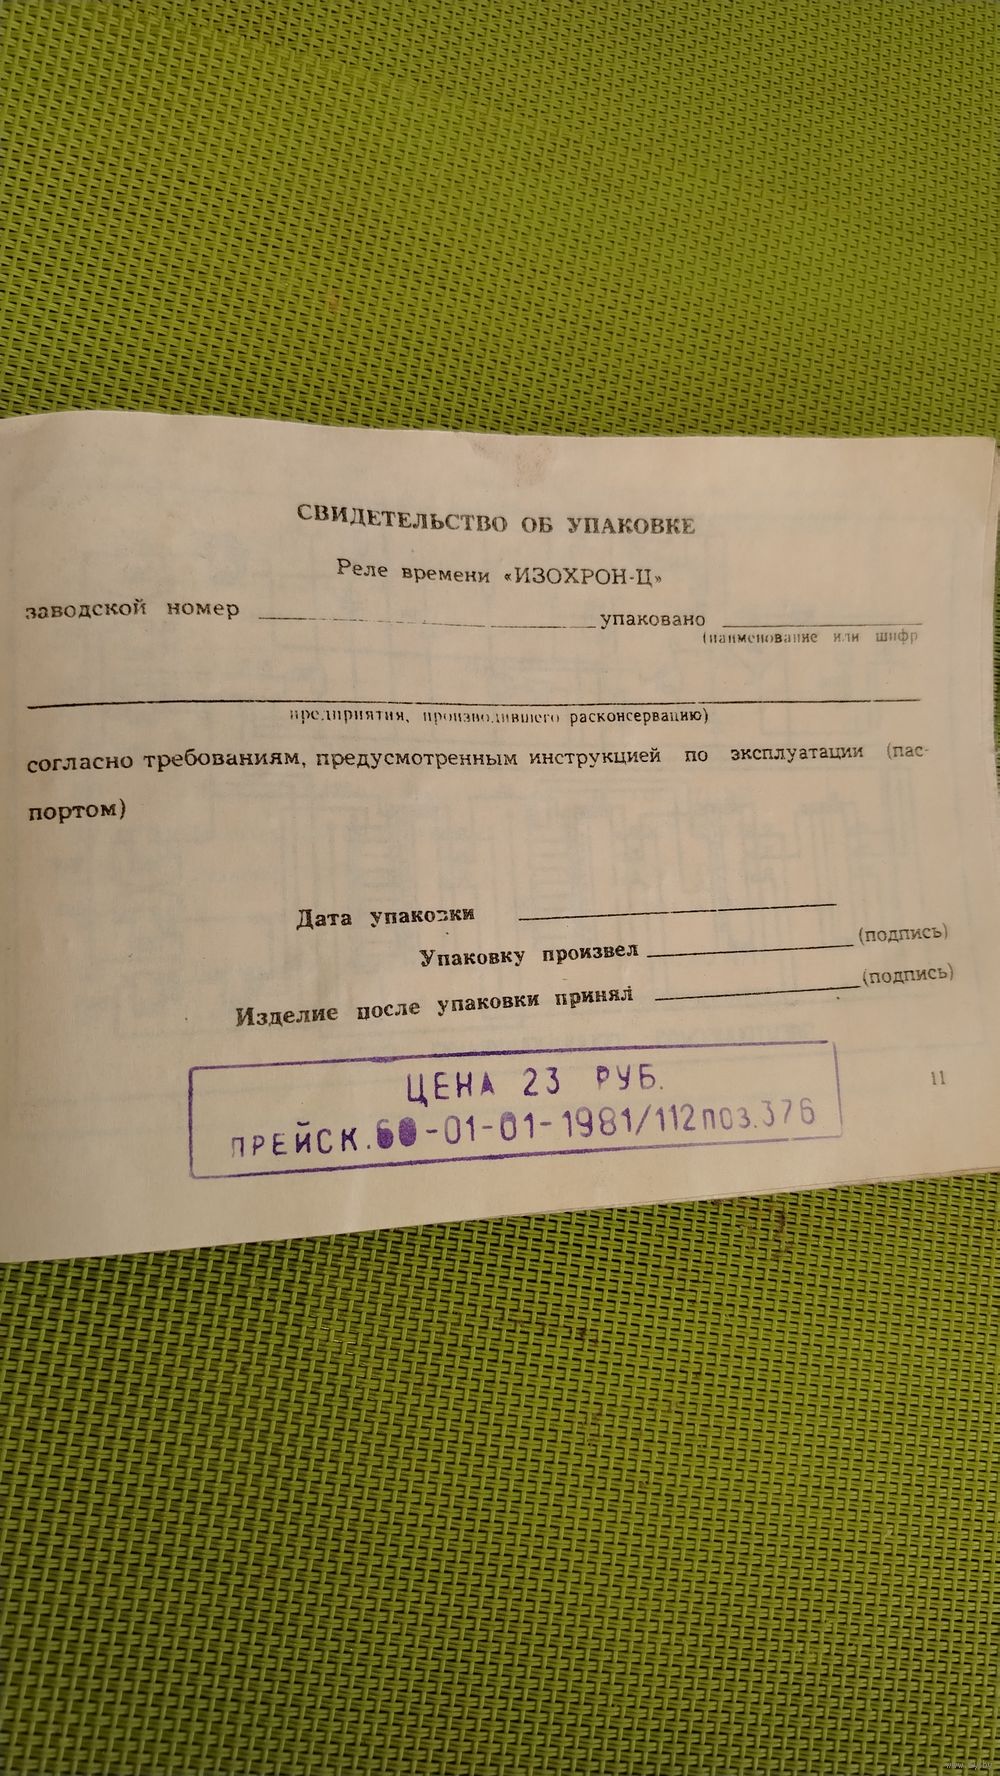 СВИДЕТЕЛЬСТВО ОБ УПАКОВКЕ
Реле времени «ИЗОХРОН-Ц»
заводской номер упаковано
(наименование или шифр
предприятия, производившего расконсервацию)
согласно требованиям, предусмотренным инструкцией по эксплуатации (пас-
портом)
Дата упаковки
(подпись)
Упаковку произвел
(подпись)
Изделие после упаковки принял
11
ЦЕНА 23 РУБ.
ПРЕЙСК. -01-01-1981/112 поз.376